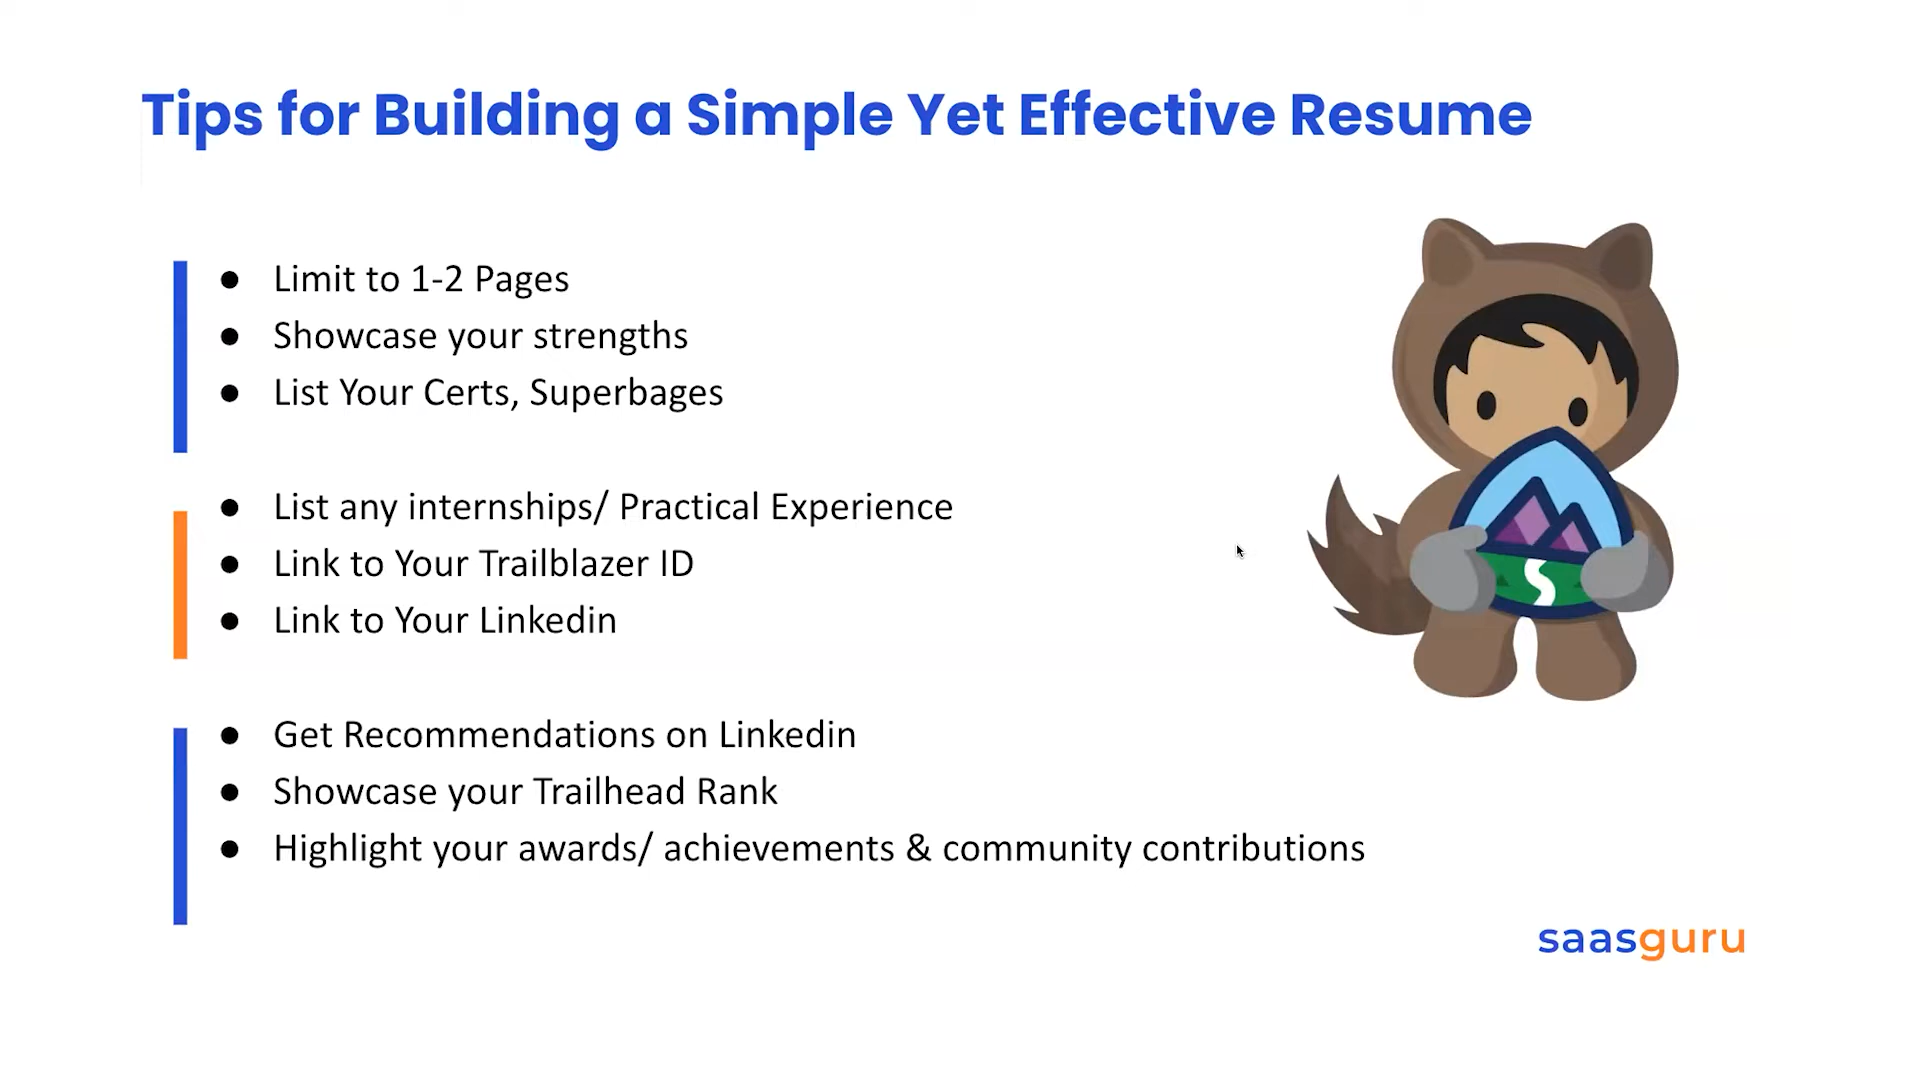 Tips for Building a Simple Yet Effective Resume
● Limit to 1-2 Pages
● Showcase your strengths
● List Your Certs, Superbages
● List any internships/ Practical Experience
● Link to Your Trailblazer ID
● Link to Your Linkedin
● Get Recommendations on Linkedin
● Showcase your Trailhead Rank
● Highlight your awards/ achievements & community contributions
saasguru